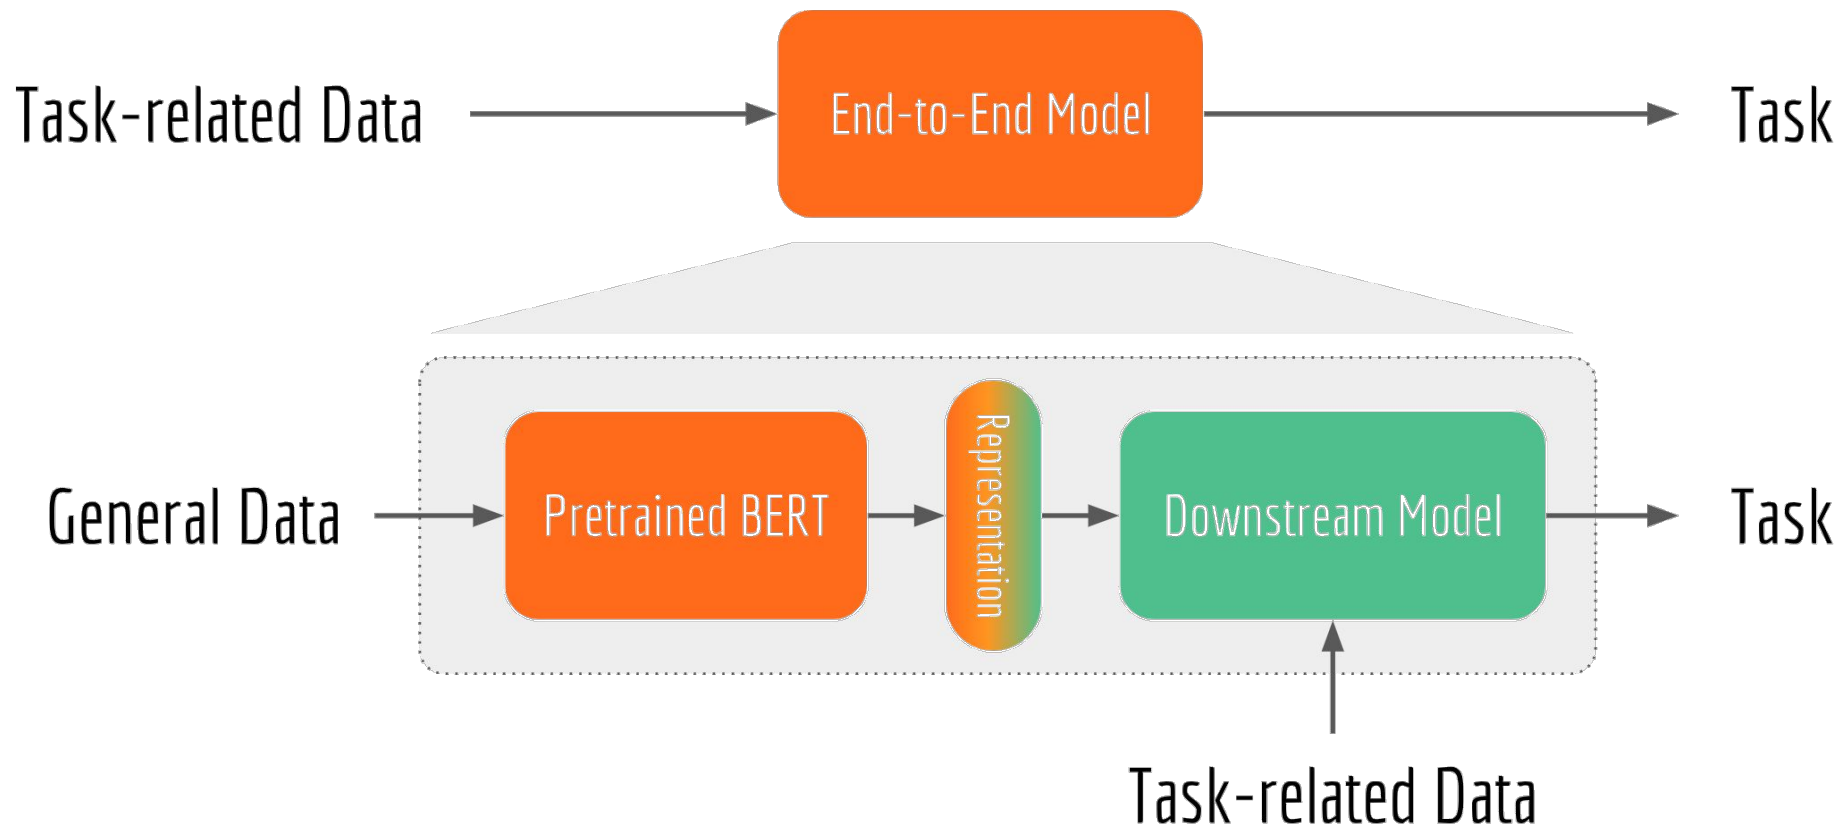 Task-related Data
End-to-End Model
Task
General Data
Pretrained BERT
Representation
Downstream Model
Task
Task-related Data